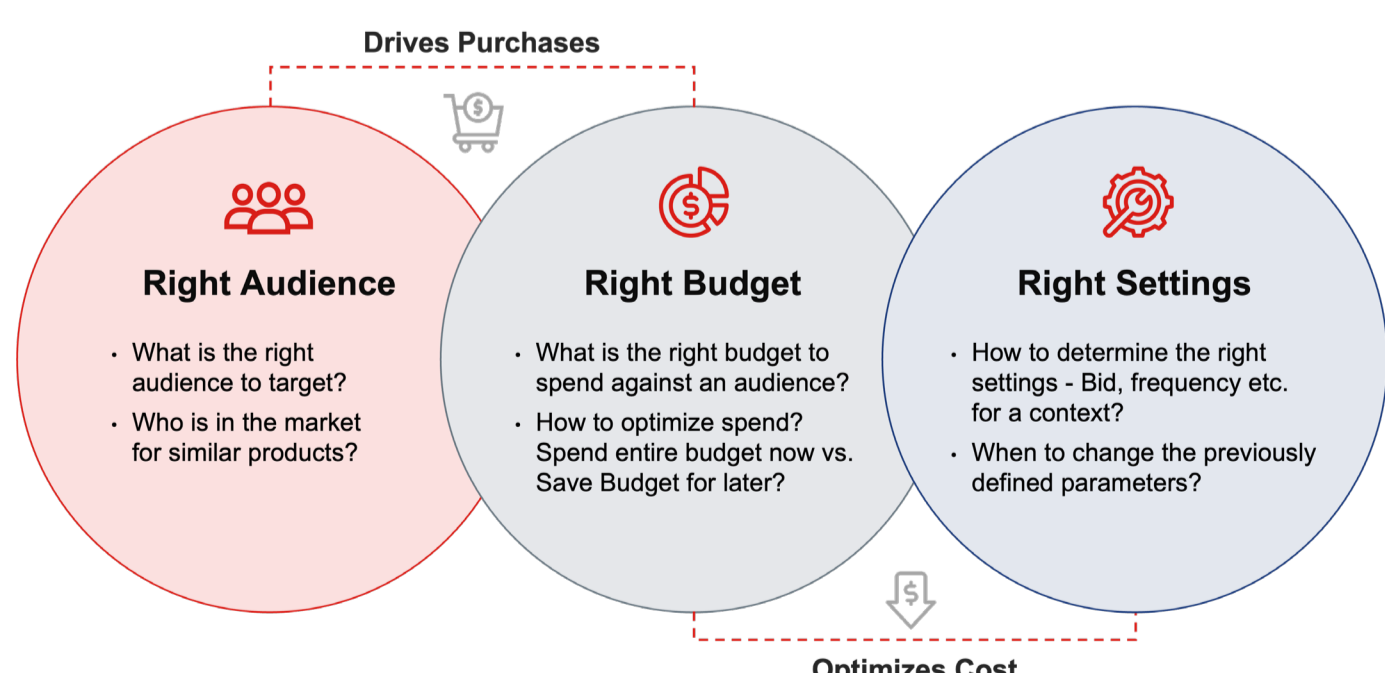 Drives Purchases
Right Audience
• What is the right
audience to target?
• Who is in the market
for similar products?
Right Budget
• What is the right budget to
spend against an audience?
• How to optimize spend?
Spend entire budget now vs.
Save Budget for later?
Right Settings
• How to determine the right
settings - Bid, frequency etc.
for a context?
• When to change the previously
defined parameters?
Optimizes Cost